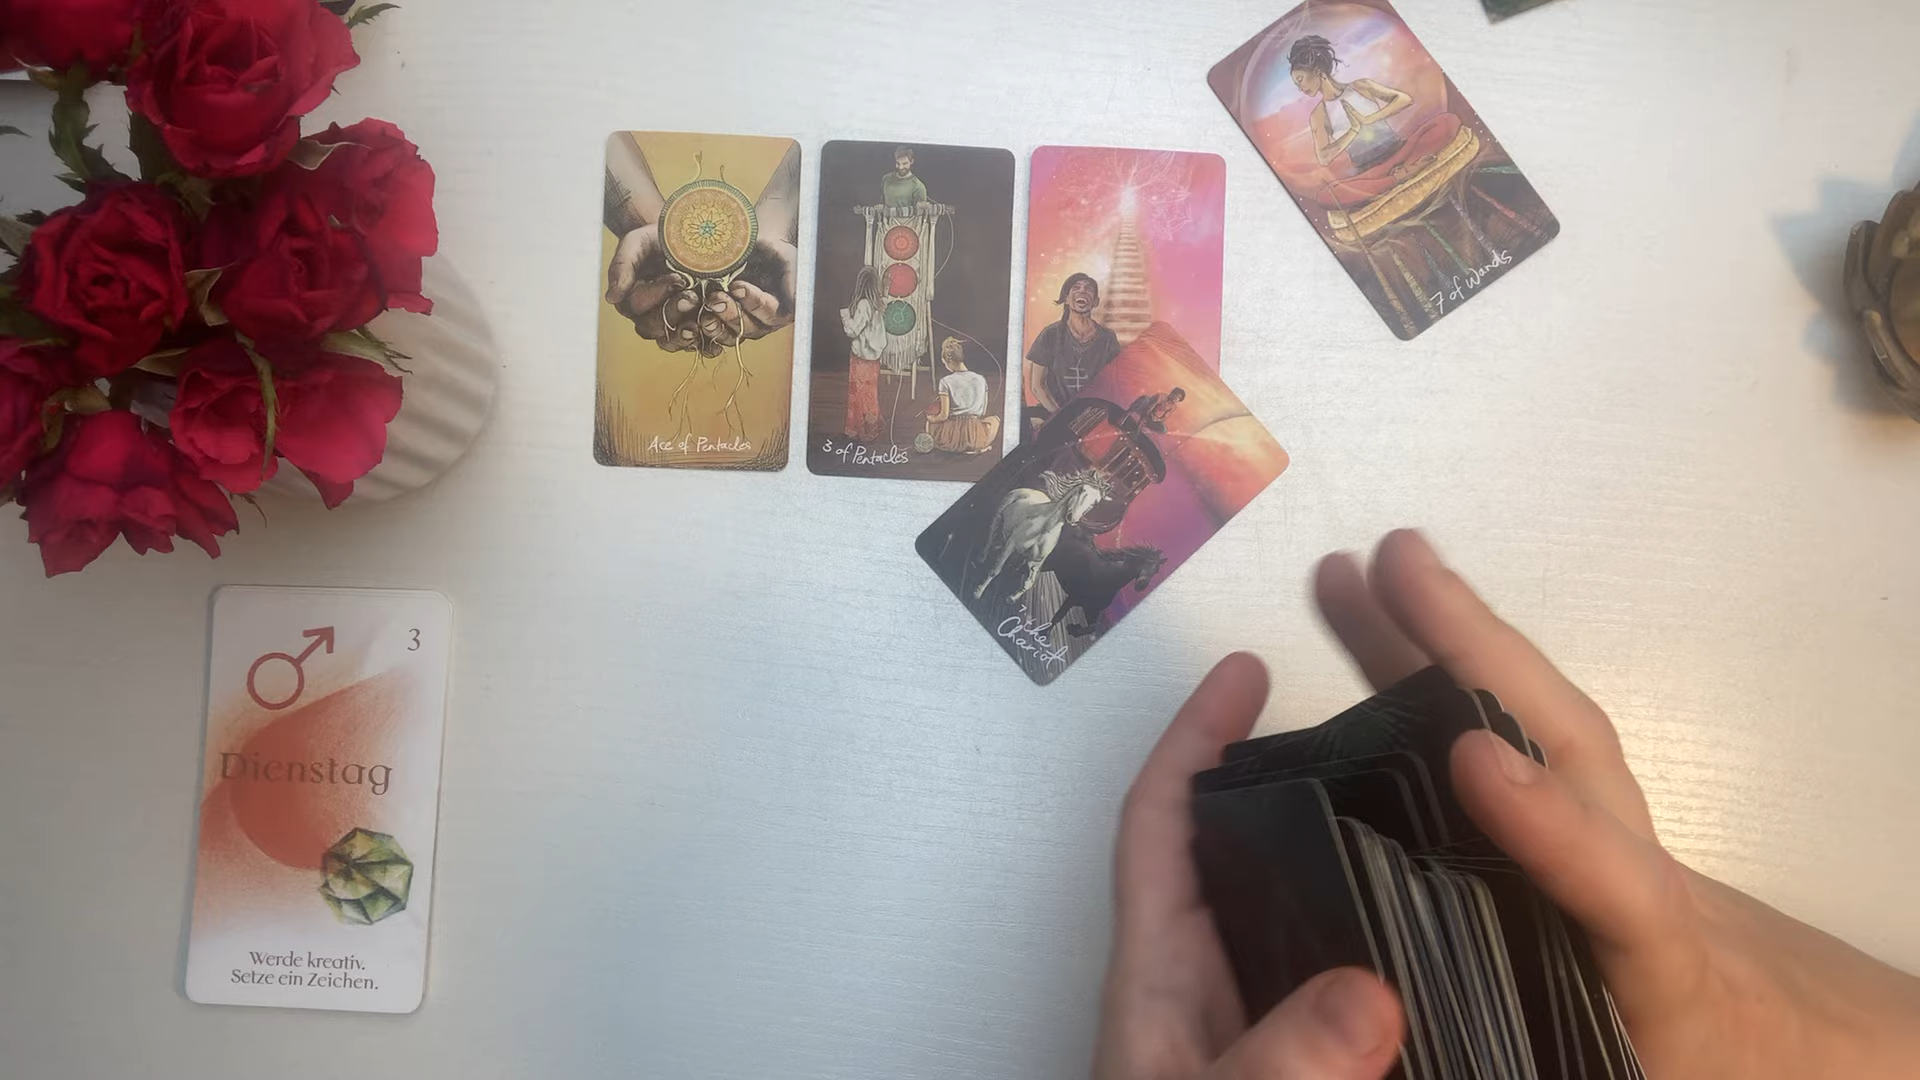 Ace of Pentacles
3 of Pentacles
7 of Wands
7
the
Chariot
3
Dienstag
Werde kreativ.
Setze ein Zeichen.